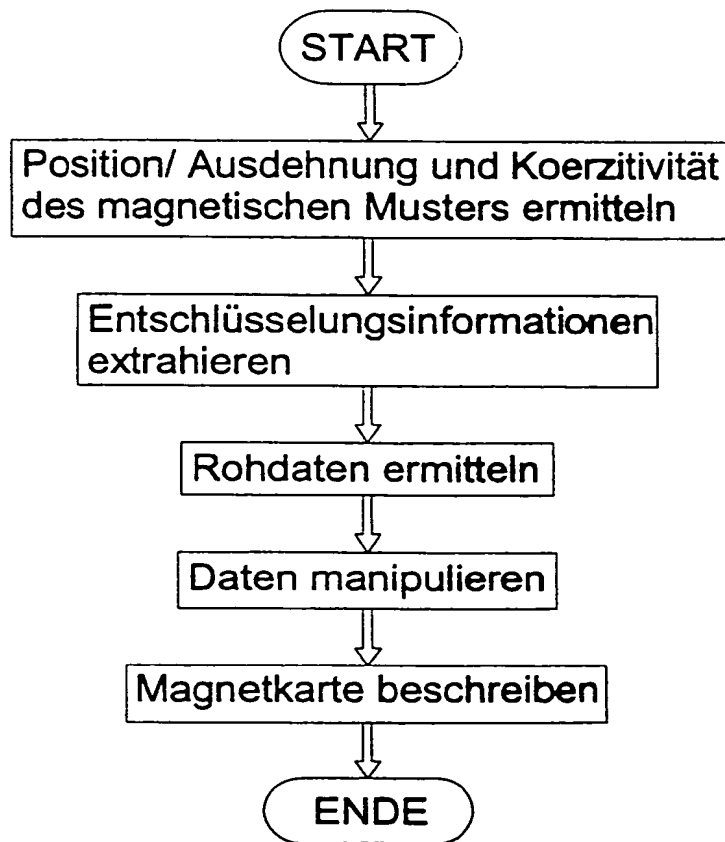 START
Position/ Ausdehnung und Koerzitivität
des magnetischen Musters ermitteln
Entschlüsselungsinformationen
extrahieren
Rohdaten ermitteln
Daten manipulieren
Magnetkarte beschreiben
ENDE